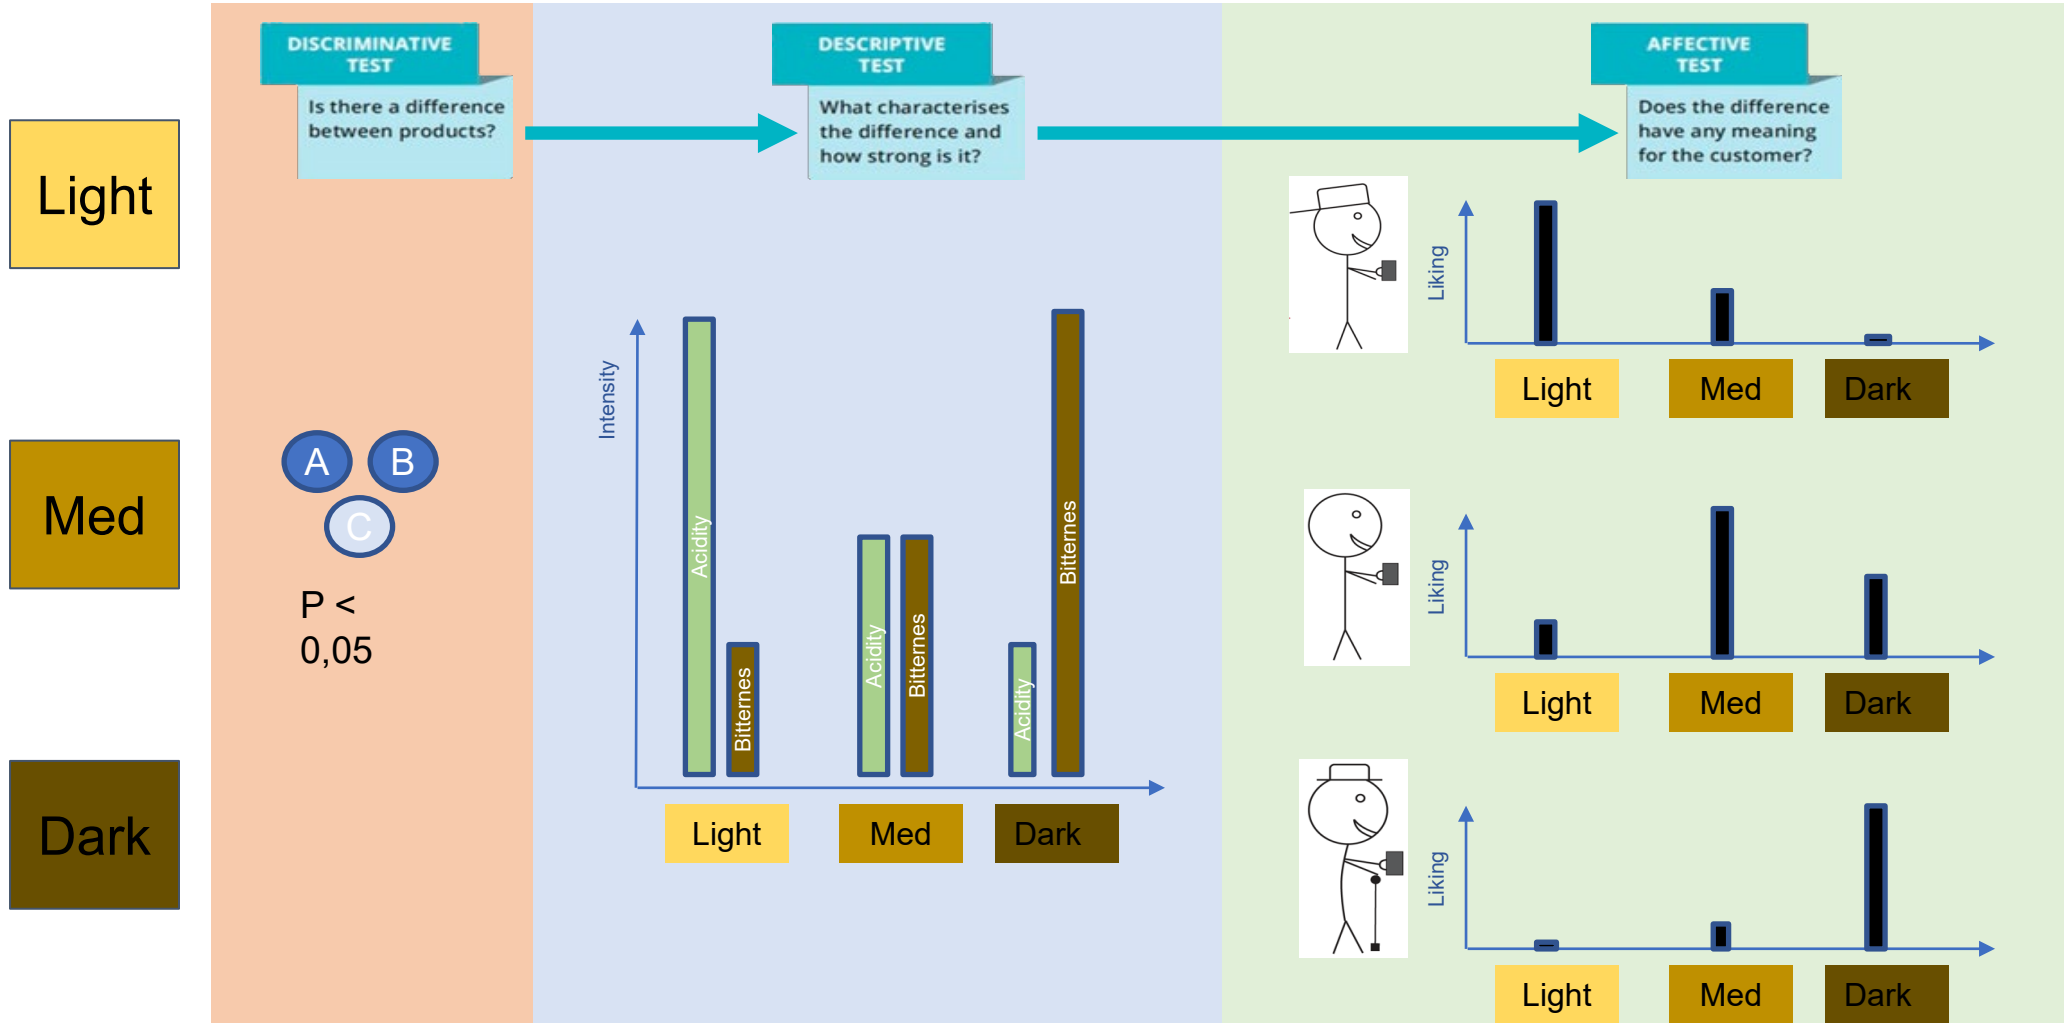 Light
Med
Dark
DISCRIMINATIVE
TEST
Is there a difference
between products?
A
B
C
P <
0,05
DESCRIPTIVE
TEST
What characterises
the difference and
how strong is it?
Intensity
Acidity
Bitternes
Acidity
Bitternes
Acidity
Bitternes
Light
Med
Dark
AFFECTIVE
TEST
Does the difference
have any meaning
for the customer?
Liking
Light
Med
Dark
Liking
Light
Med
Dark
Liking
Light
Med
Dark